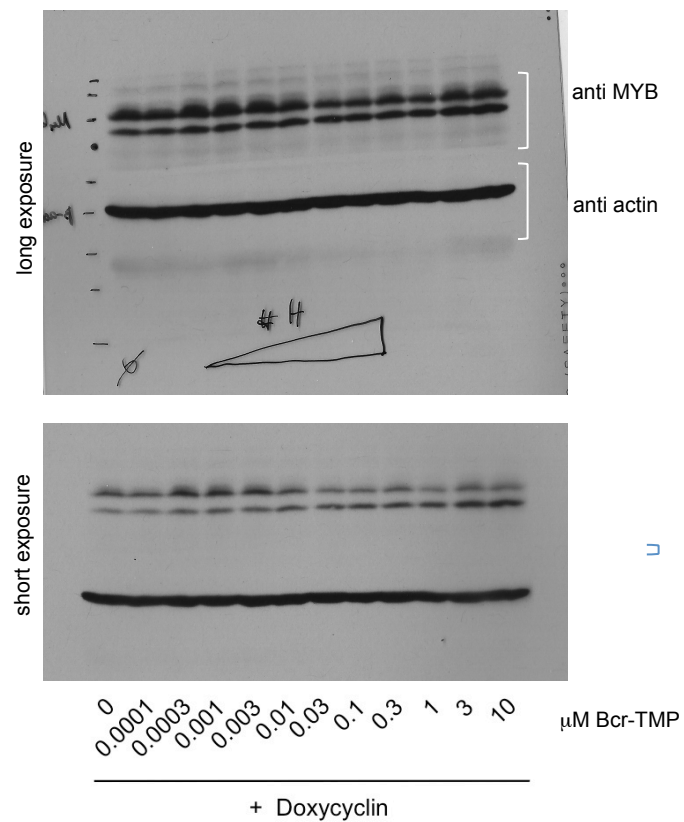 anti MYB
anti actin
long exposure
# H
short exposure
0 0.0001 0.0003 0.001 0.003 0.01 0.03 0.1 0.3 1 3 10
μM Bcr-TMP
+ Doxycyclin